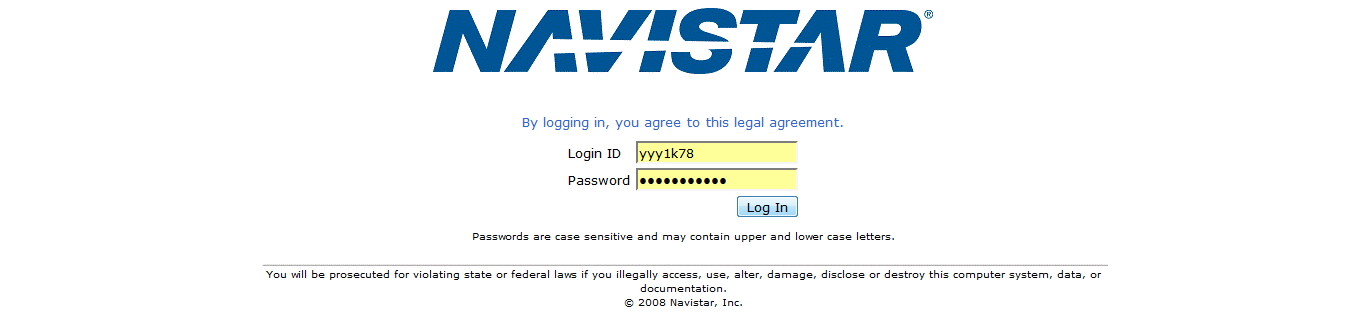 NAVISTAR®
By logging in, you agree to this legal agreement.
Login ID yyy1k78
Password •••••••••••
Log In
Passwords are case sensitive and may contain upper and lower case letters.
You will be prosecuted for violating state or federal laws if you illegally access, use, alter, damage, disclose or destroy this computer system, data, or
documentation.
© 2008 Navistar, Inc.